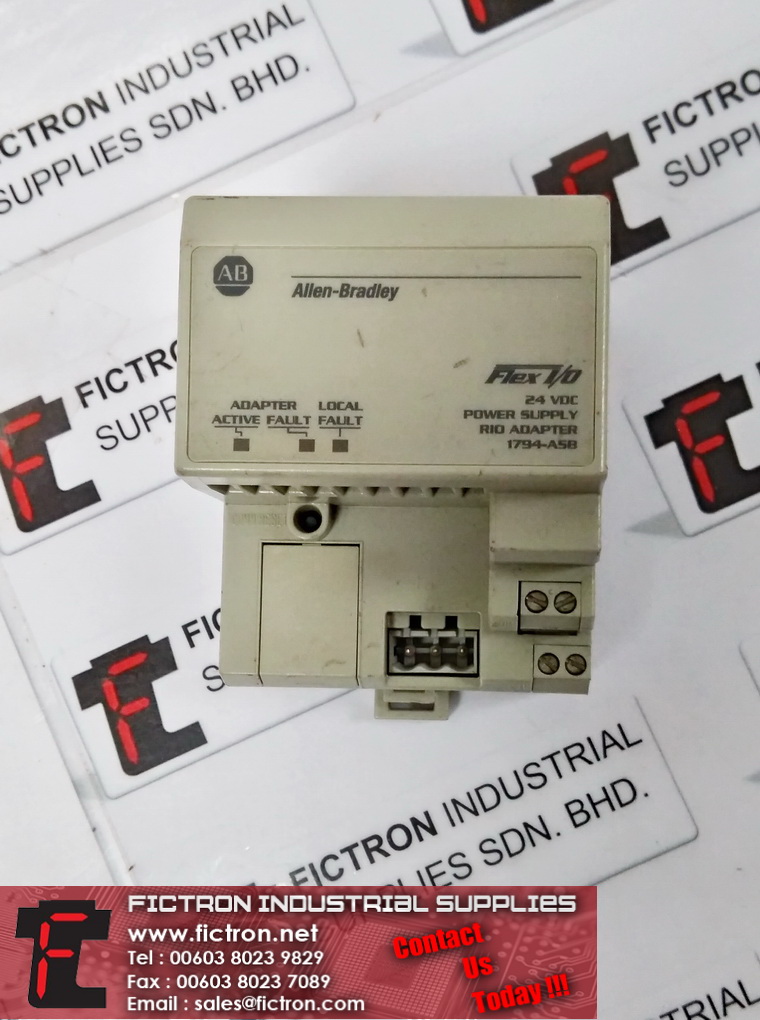 FICTRON INDUSTRIAL
SUPPLIES SDN. BHD.
FICTRON
SUPPLIES
AB
Allen-Bradley
Flex I/O
24 VDC
POWER SUPPLY
RIO ADAPTER
1794-ASB
ADAPTER LOCAL
ACTIVE FAULT FAULT
FICTRON INDUSTRIAL
SUPPLIES SDN. BHD.
FICTRON INDUSTRIAL SUPPLIES
www.fictron.net
Tel : 00603 8023 9829
Fax : 00603 8023 7089
Email : sales@fictron.com
Contact
Us
Today !!!